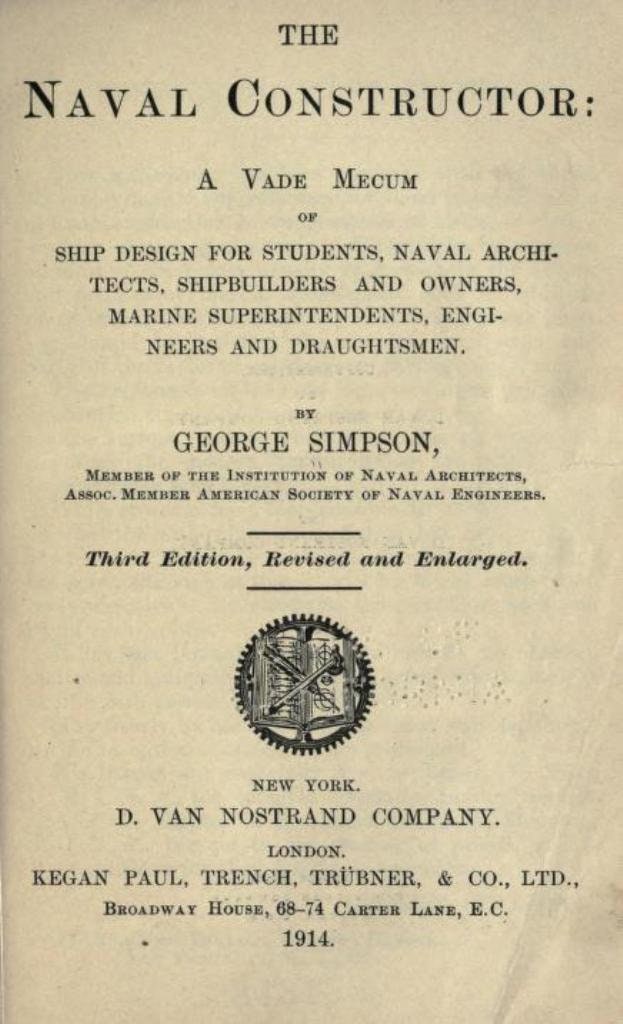 THE
NAVAL CONSTRUCTOR:
A VADE MECUM
OF
SHIP DESIGN FOR STUDENTS, NAVAL ARCHI-
TECTS, SHIPBUILDERS AND OWNERS,
MARINE SUPERINTENDENTS, ENGI-
NEERS AND DRAUGHTSMEN.
BY
GEORGE SIMPSON,
MEMBER OF THE INSTITUTION OF NAVAL ARCHITECTS,
ASSOC. MEMBER AMERICAN SOCIETY OF NAVAL ENGINEERS.
Third Edition, Revised and Enlarged.
NEW YORK.
D. VAN NOSTRAND COMPANY.
LONDON.
KEGAN PAUL, TRENCH, TRÜBNER, & CO., LTD.,
BROADWAY HOUSE, 68–74 CARTER LANE, E.C.
1914.